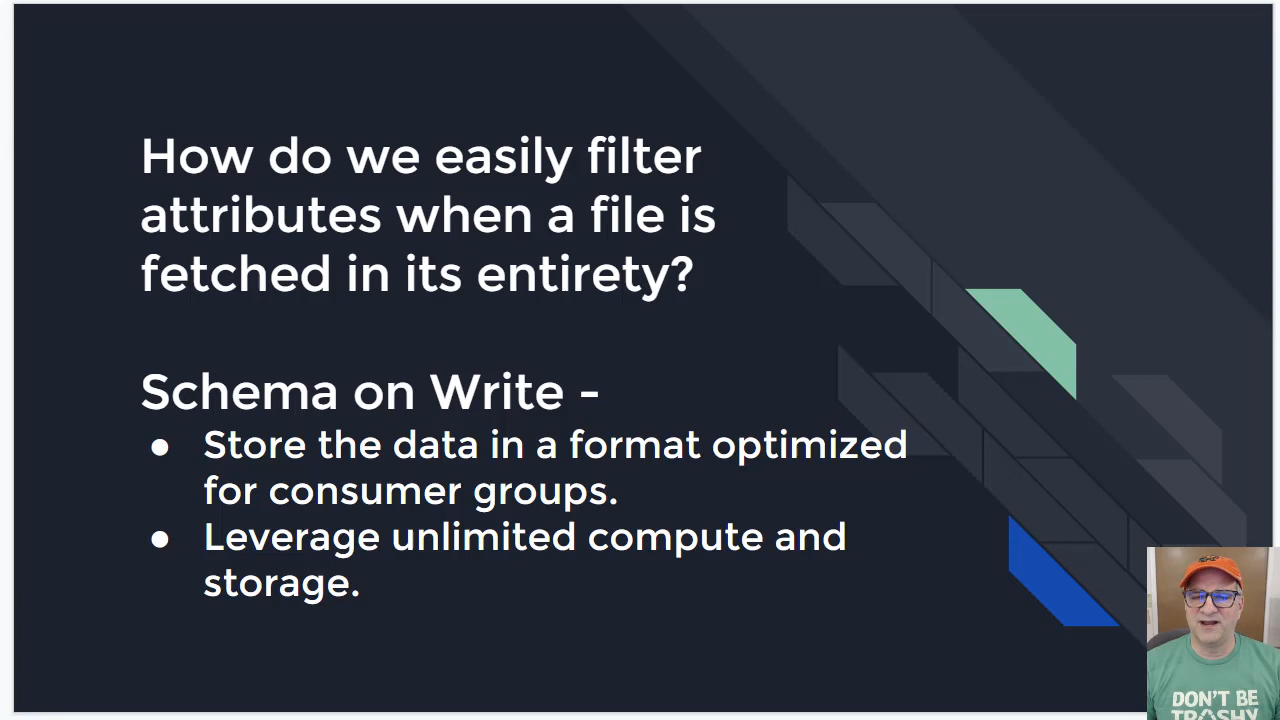 How do we easily filter
attributes when a file is
fetched in its entirety?
Schema on Write -
● Store the data in a format optimized
for consumer groups.
● Leverage unlimited compute and
storage.
DON'T BE
TRASHY